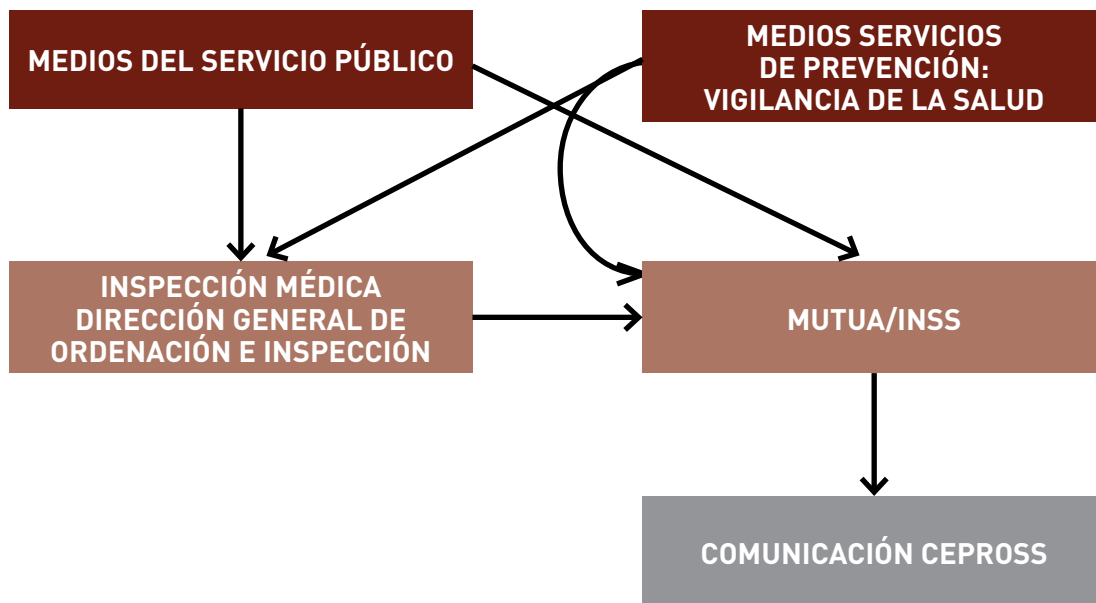 MEDIOS DEL SERVICIO PÚBLICO
MEDIOS SERVICIOS
DE PREVENCIÓN:
VIGILANCIA DE LA SALUD
INSPECCIÓN MÉDICA
DIRECCIÓN GENERAL DE
ORDENACIÓN E INSPECCIÓN
MUTUA/INSS
COMUNICACIÓN CEPROSS